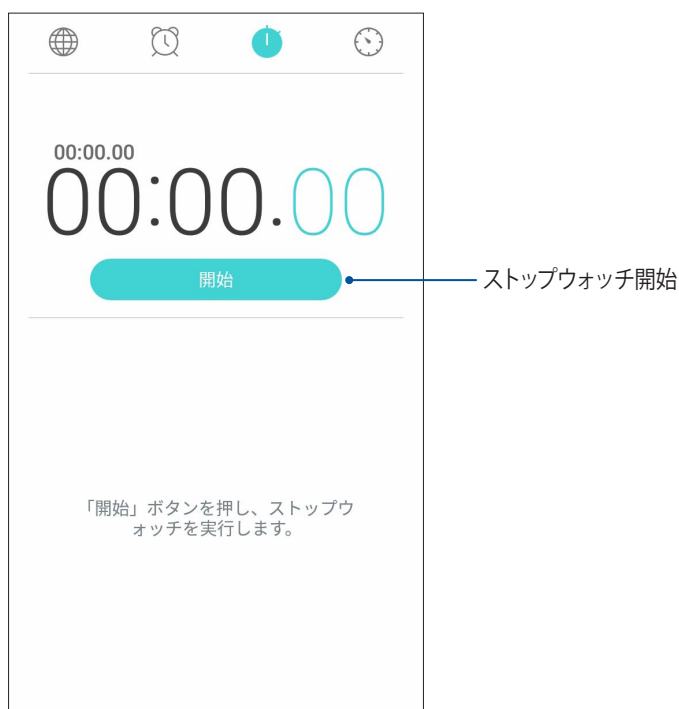 00:00.00
00:00.00
開始
ストップウォッチ開始
「開始」ボタンを押し、ストップウ
ォッチを実行します。